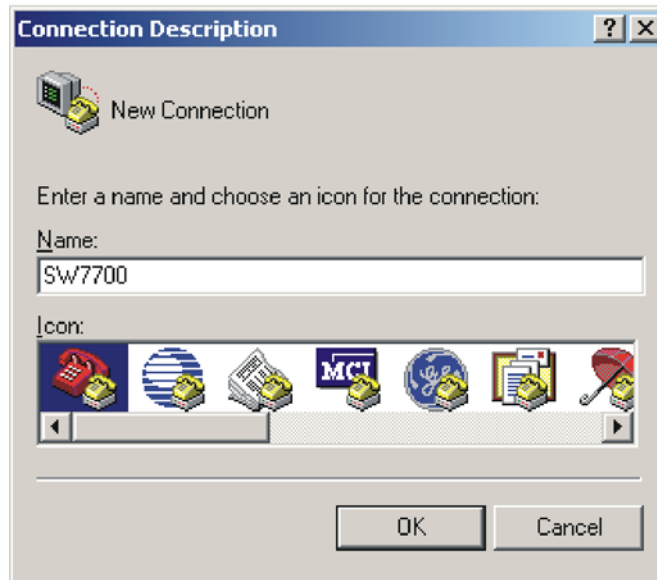 Connection Description
New Connection
Enter a name and choose an icon for the connection:
Name:
SW7700
Icon:
MCI
OK Cancel